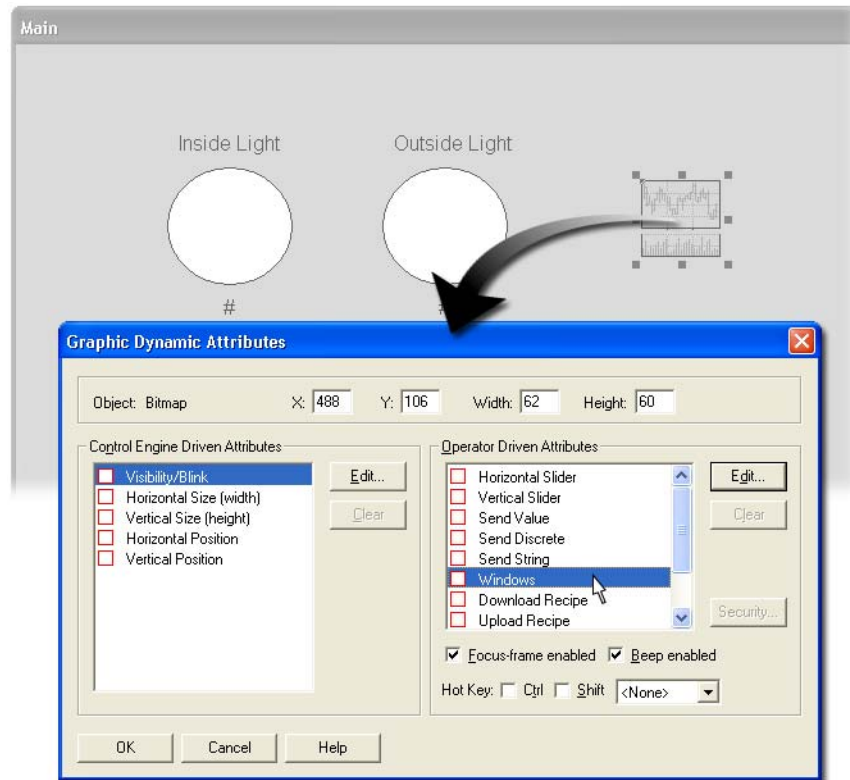 Main
Inside Light
Outside Light
#
#
Graphic Dynamic Attributes
Object: Bitmap X: 488 Y: 106 Width: 62 Height: 60
Control Engine Driven Attributes
Visibility/Blink
Horizontal Size (width)
Vertical Size (height)
Horizontal Position
Vertical Position
Edit...
Clear
Operator Driven Attributes
Horizontal Slider
Vertical Slider
Send Value
Send Discrete
Send String
Windows
Download Recipe
Upload Recipe
Edit...
Clear
Security...
Focus-frame enabled Beep enabled
Hot Key: Ctrl Shift <None>
OK Cancel Help